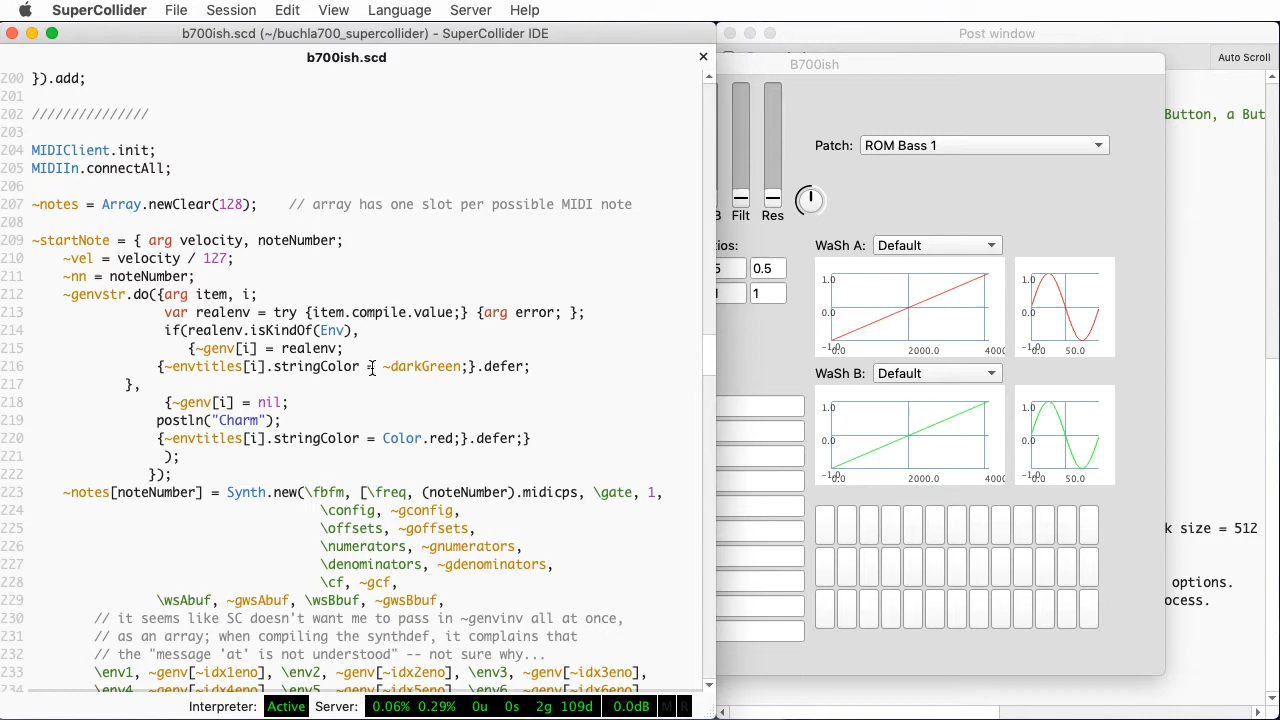 SuperCollider File Session Edit View Language Server Help
b700ish.scd (~/buchla700_supercollider) - SuperCollider IDE
Post window
b700ish.scd
Auto Scroll
200 }).add;
201
202 ///////////////
203
204 MIDIClient.init;
205 MIDIIn.connectAll;
206
207 ~notes = Array.newClear(128);    // array has one slot per possible MIDI note
208
209 ~startNote = { arg velocity, noteNumber;
210     ~vel = velocity / 127;
211     ~nn = noteNumber;
212     ~genvstr.do({arg item, i;
213                  var realenv = try {item.compile.value;} {arg error; };
214                  if(realenv.isKindOf(Env),
215                     {~genv[i] = realenv;
216                 {~envtitles[i].stringColor = ~darkGreen;}.defer;
217             },
218                  {~genv[i] = nil;
219                 postln("Charm");
220                 {~envtitles[i].stringColor = Color.red;}.defer;}
221                  );
222                });
223     ~notes[noteNumber] = Synth.new(\fbfm, [\freq, (noteNumber).midicps, \gate, 1,
224                                      \config, ~gconfig,
225                                      \offsets, ~goffsets,
226                                      \numerators, ~gnumerators,
227                                      \denominators, ~gdenominators,
228                                      \cf, ~gcf,
229                 \wsAbuf, ~gwsAbuf, \wsBbuf, ~gwsBbuf,
230         // it seems like SC doesn't want me to pass in ~genvinv all at once,
231         // as an array; when compiling the synthdef, it complains that
232         // the "message 'at' is not understood" -- not sure why...
233         \env1, ~genv[~idx1eno], \env2, ~genv[~idx2eno], \env3, ~genv[~idx3eno],
234         \env4, ~genv[~idx4eno], \env5, ~genv[~idx5eno], \env6, ~genv[~idx6eno],
Interpreter: Active Server: 0.06% 0.29% 0u 0s 2g 109d 0.0dB M R
B700ish
Patch: ROM Bass 1
Filt Res
ios:
5 0.5
1 1
WaSh A: Default
1.0
0.0
-1.0
0.0 2000.0 4000
1.0
0.0
-1.0
0.0 50.0
WaSh B: Default
1.0
0.0
-1.0
0.0 2000.0 4000
1.0
0.0
-1.0
0.0 50.0
Button, a But
k size = 512
options.
ocess.